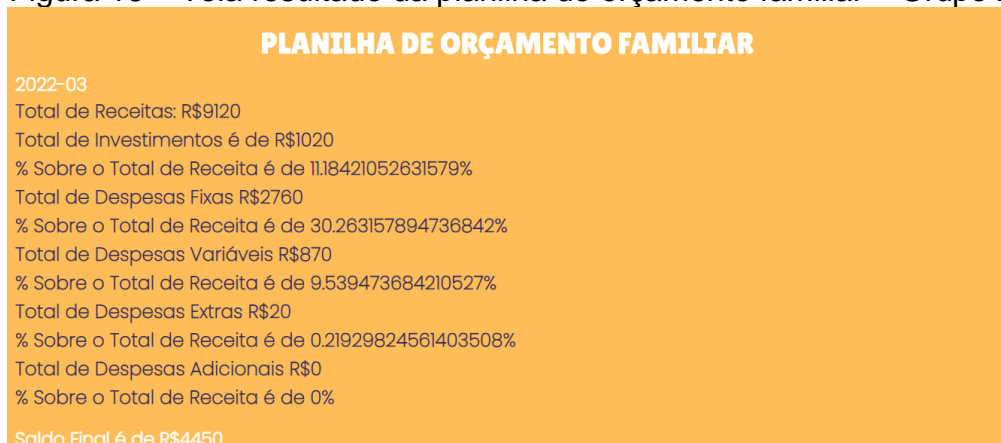 PLANILHA DE ORÇAMENTO FAMILIAR
2022-03
Total de Receitas: R$9120
Total de Investimentos é de R$1020
% Sobre o Total de Receita é de 11.18421052631579%
Total de Despesas Fixas R$2760
% Sobre o Total de Receita é de 30.263157894736842%
Total de Despesas Variáveis R$870
% Sobre o Total de Receita é de 9.539473684210527%
Total de Despesas Extras R$20
% Sobre o Total de Receita é de 0.21929824561403508%
Total de Despesas Adicionais R$0
% Sobre o Total de Receita é de 0%
Saldo Final é de R$4450